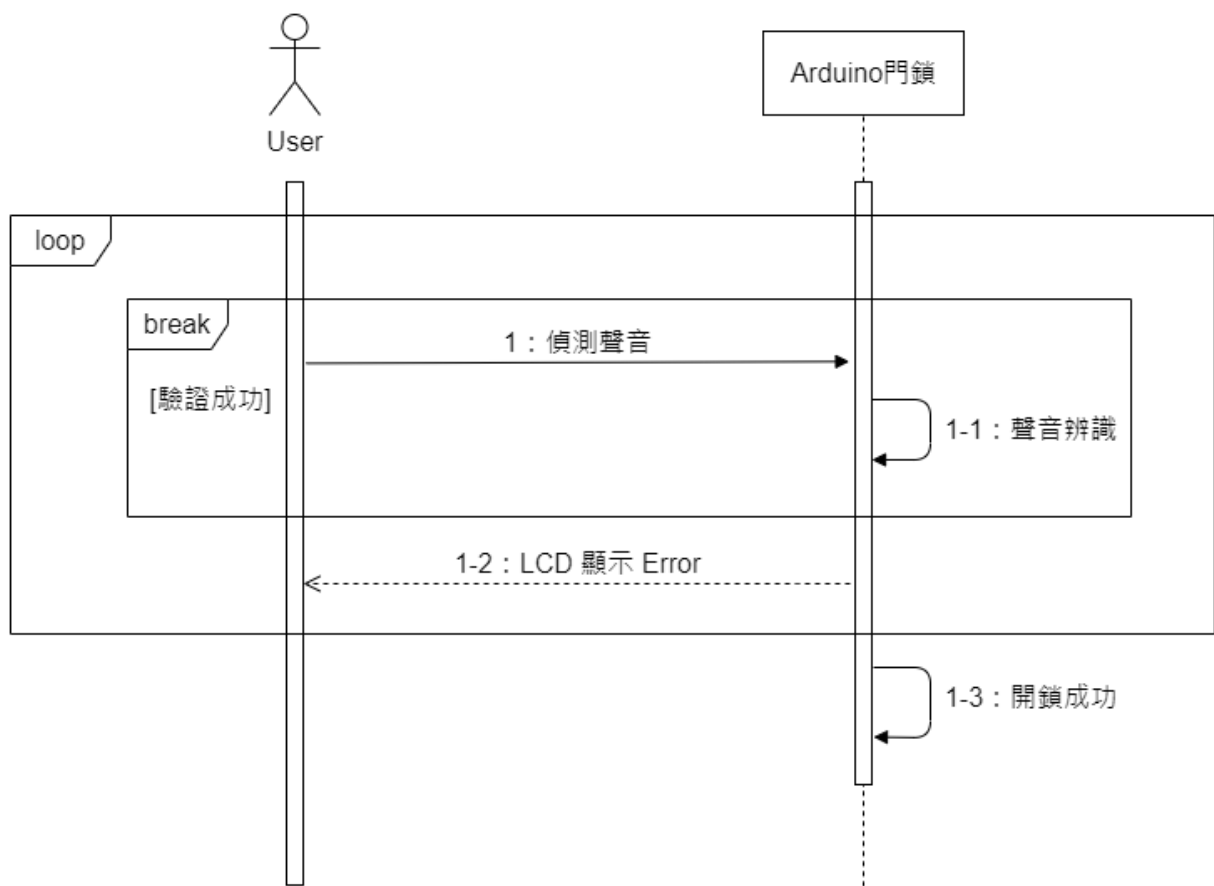 User
Arduino門鎖
loop
break
1：偵測聲音
[驗證成功]
1-1：聲音辨識
1-2：LCD 顯示 Error
1-3：開鎖成功